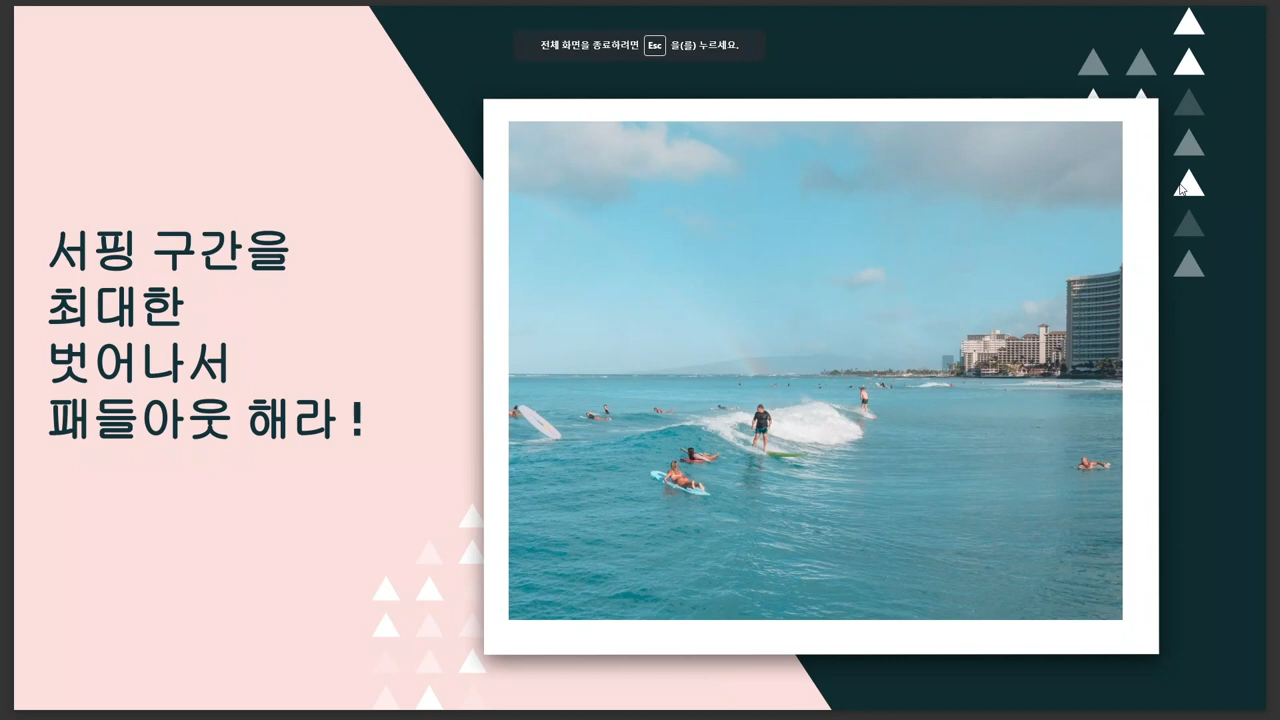 전체 화면을 종료하려면 Esc 을(를) 누르세요.
서핑 구간을
최대한
벗어나서
패들아웃 해라 !